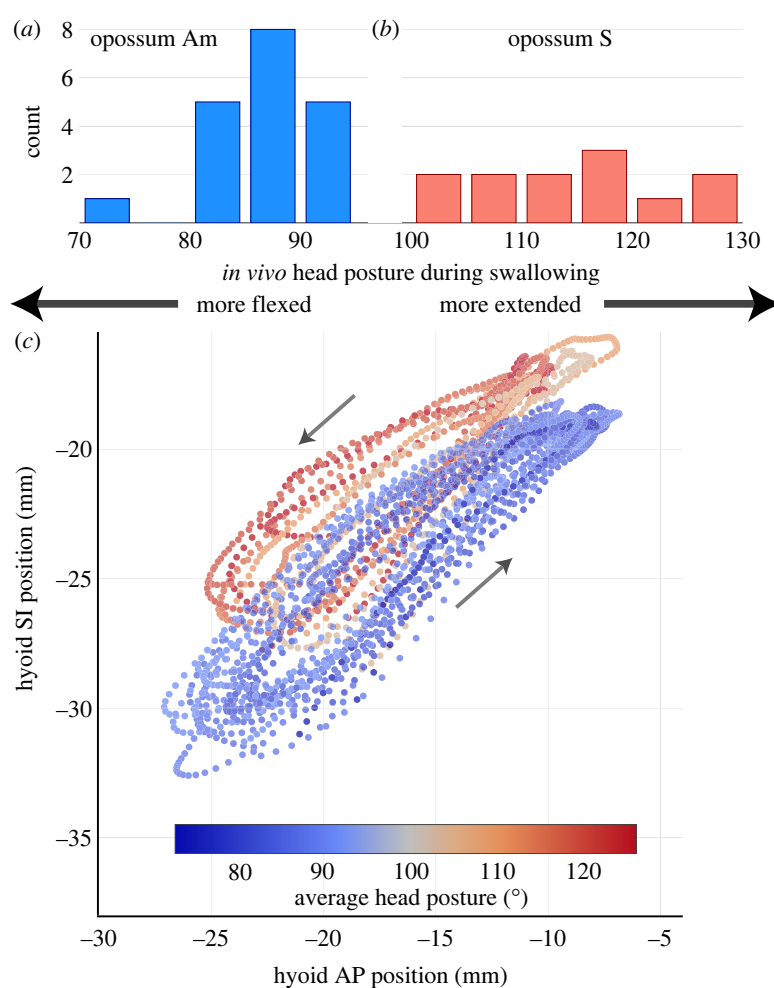 (a) opossum Am (b) opossum S
8
6
4
2
count
70 80 90 100 110 120 130
in vivo head posture during swallowing
more flexed more extended
(c)
–20
–25
–30
–35
hyoid SI position (mm)
80 90 100 110 120
average head posture (°)
–30 –25 –20 –15 –10 –5
hyoid AP position (mm)